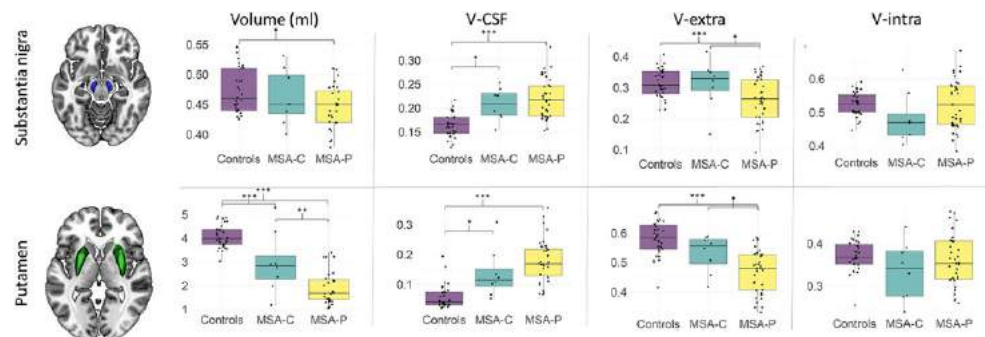 Volume (ml) V-CSF V-extra V-intra
Substantia nigra
* *** *** *
*
0.55 0.50 0.45 0.40
0.30 0.25 0.20 0.15
0.4 0.3 0.2 0.1
0.6 0.5 0.4
Controls MSA-C MSA-P Controls MSA-C MSA-P Controls MSA-C MSA-P Controls MSA-C MSA-P
Putamen
*** *** **
*** *
*** *
5 4 3 2 1
0.3 0.2 0.1
0.6 0.5 0.4
0.4 0.3
Controls MSA-C MSA-P Controls MSA-C MSA-P Controls MSA-C MSA-P Controls MSA-C MSA-P